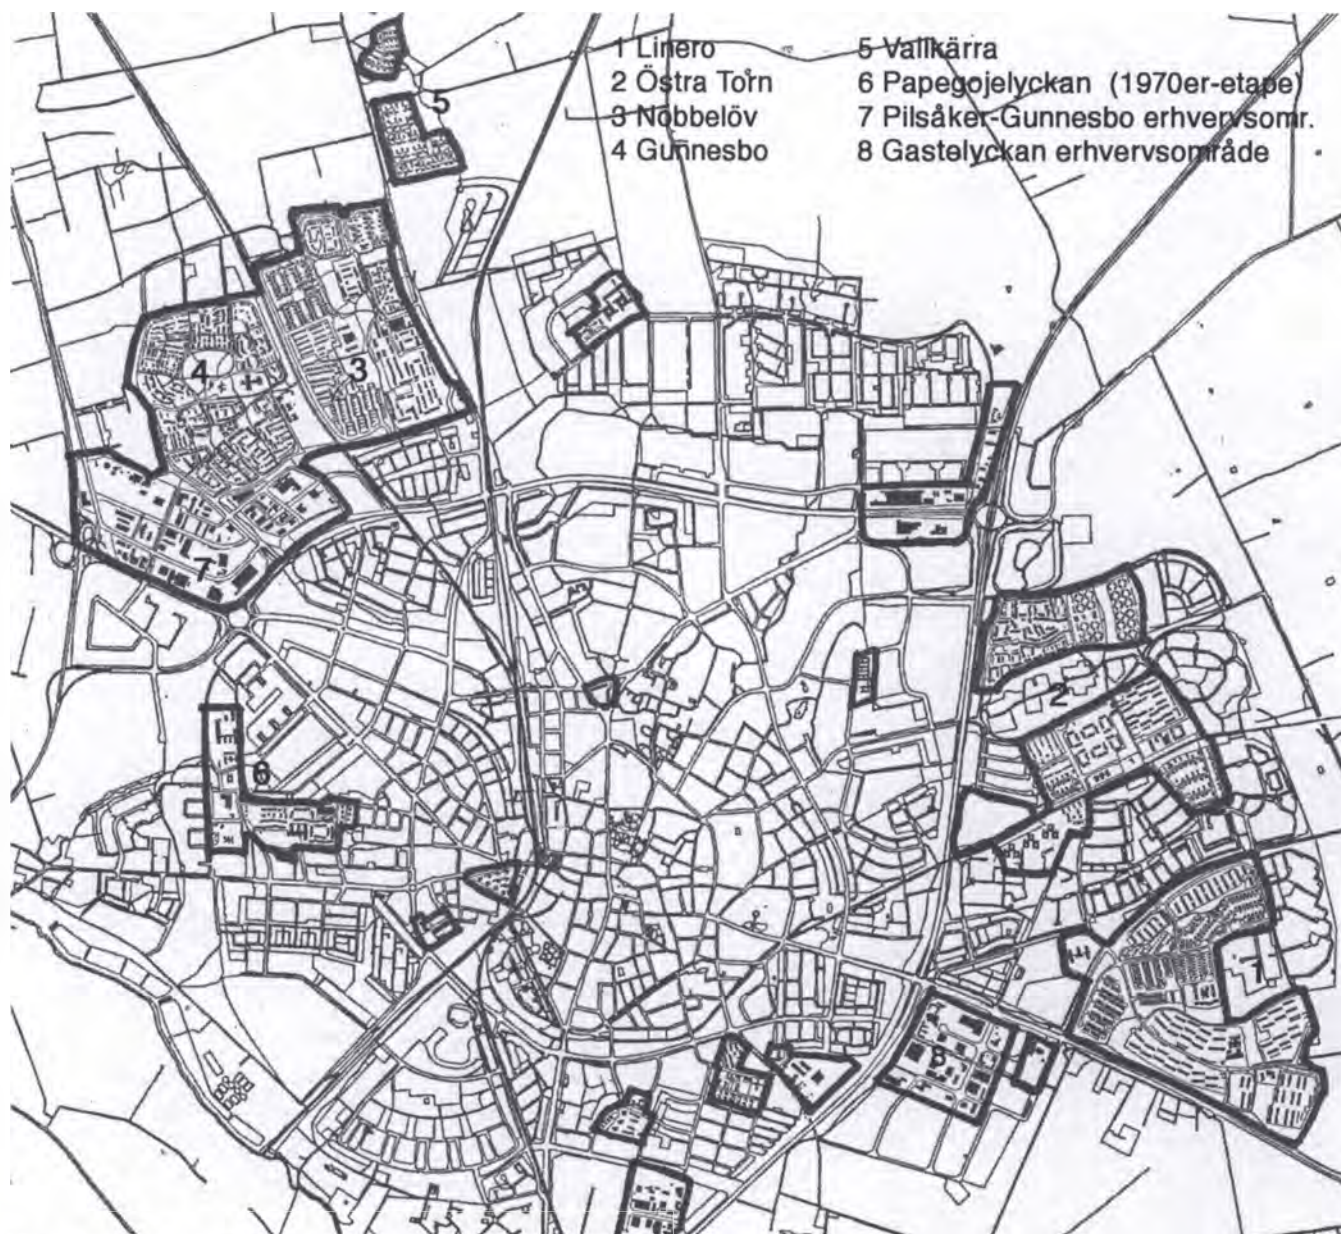 1 Linero
2 Östra Torn
3 Nöbbelöv
4 Gunnesbo
5 Vallkärra
6 Papegojelyckan (1970er-etape)
7 Pilsåker-Gunnesbo erhvervsomr.
8 Gastelyckan erhvervsområde
5
4
3
7
2
6
1
8